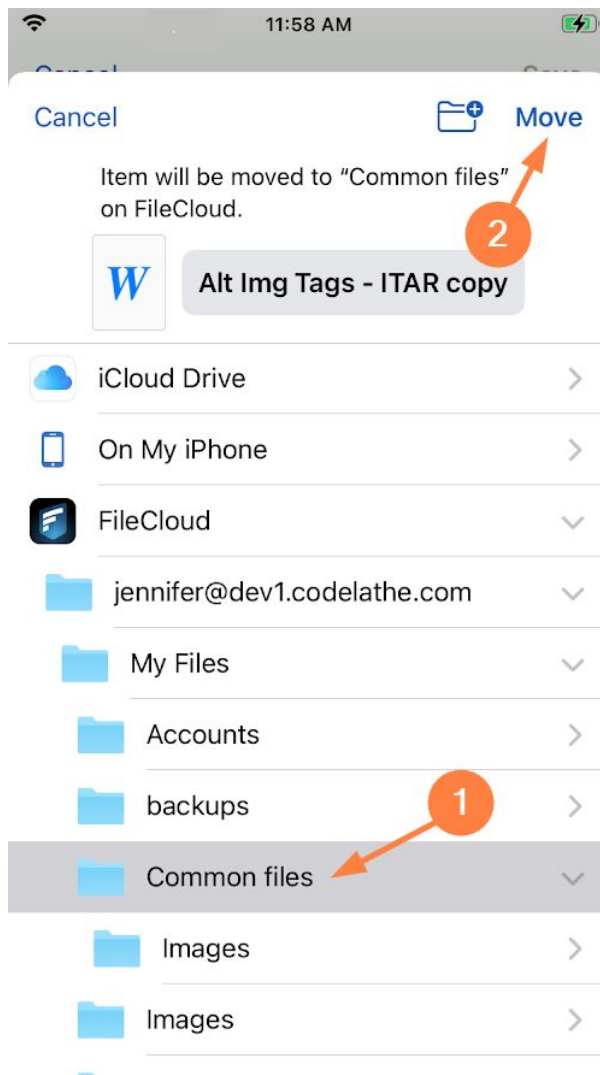 11:58 AM
Cancel
Save
Cancel
Move
Item will be moved to “Common files”
on FileCloud.
2
W
Alt Img Tags - ITAR copy
iCloud Drive
On My iPhone
FileCloud
jennifer@dev1.codelathe.com
My Files
Accounts
backups
1
Common files
Images
Images